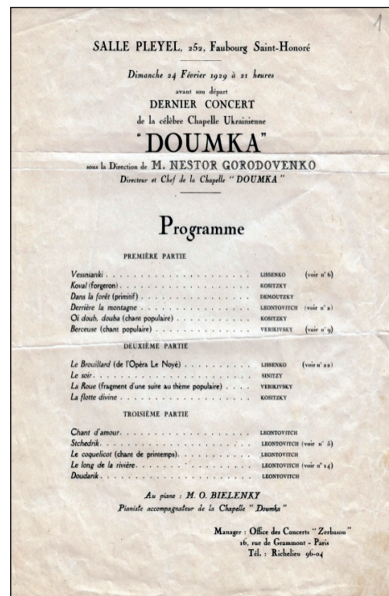 1
SALLE PLEYEL, 252, Faubourg Saint-Honoré
Dimanche 24 Février 1929 à 21 heures
avant son départ
DERNIER CONCERT
de la célèbre Chapelle Ukrainienne
"DOUMKA"
sous la Direction de M. NESTOR GORODOVENKO
Directeur et Chef de la Chapelle "DOUMKA"
Programme
PREMIÈRE PARTIE
Vessnianki . . . . . . . . . . LISSENKO (voir n° 6)
Koval (forgeron) . . . . . . . . . . KOSITZKY
Dans la forêt (primitif) . . . . . . . . . . DEMOUTZKY
Derrière la montagne . . . . . . . . . . LEONTOVITCH (voir n° 2)
Oi doub, douba (chant populaire) . . . . . . . . . . KOSITZKY
Berceuse (chant populaire) . . . . . . . . . . VERIKIVSKY (voir n° 9)
DEUXIÈME PARTIE
Le Brouillard (de l'Opéra Le Noyé) . . . . . . . . . . LISSENKO (voir n° 22)
Le soir . . . . . . . . . .
La Rose (fragment d'une suite au thème populaire) . . . . VERIKIVSKY
La flotte divine . . . . . . . . . . KOSITZKY
TROISIÈME PARTIE
Chant d'amour . . . . . . . . . . LEONTOVITCH
Stchedrik . . . . . . . . . . LEONTOVITCH (voir n° 5)
Le coquelicot (chant de printemps) . . . . . . . . . . LEONTOVITCH
Le long de la rivière . . . . . . . . . . LEONTOVITCH (voir n° 14)
Doudarik . . . . . . . . . . LEONTOVITCH
Au piano : M. O. BIELENKY
Pianiste accompagnateur de la Chapelle "Doumka"
Manager : Office des Concerts "Zerbason"
16, rue de Grammont - Paris
Tél. : Richelieu 96-04